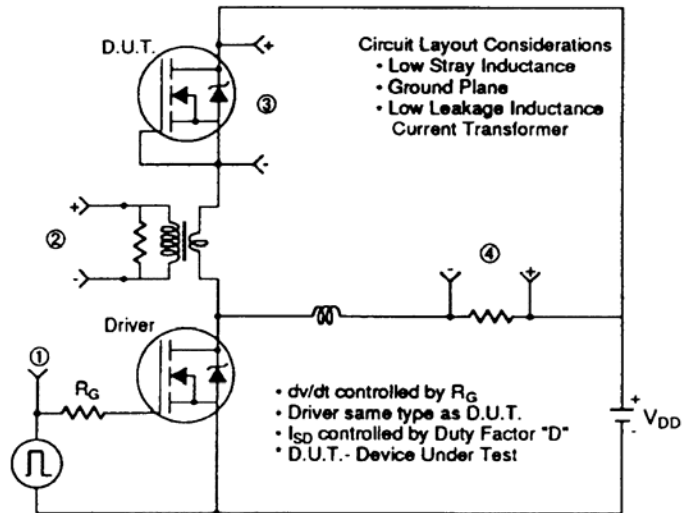 D.U.T.
+
Circuit Layout Considerations
• Low Stray Inductance
• Ground Plane
• Low Leakage Inductance
Current Transformer
③
-
+
②
-
④
-
+
Driver
①
R_G
• dv/dt controlled by R_G
• Driver same type as D.U.T.
• I_SD controlled by Duty Factor "D"
• D.U.T.- Device Under Test
+
V_DD
-